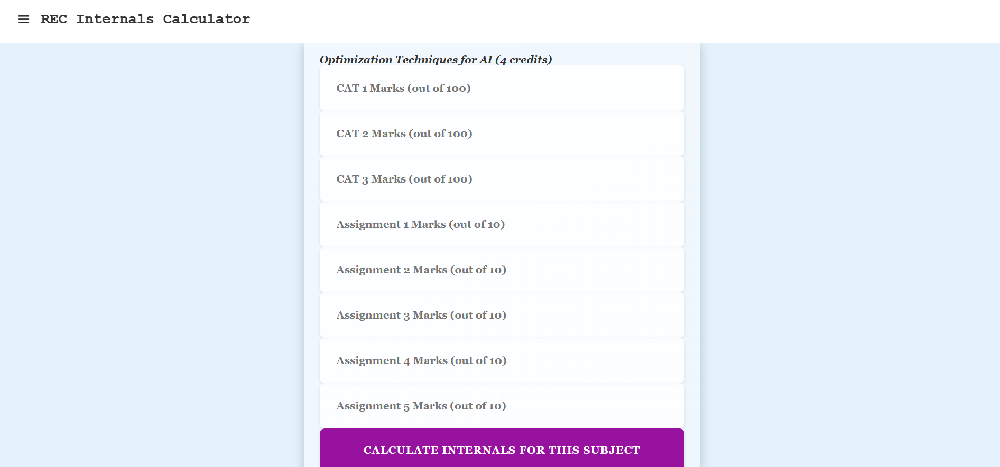 REC Internals Calculator
Optimization Techniques for AI (4 credits)
CAT 1 Marks (out of 100)
CAT 2 Marks (out of 100)
CAT 3 Marks (out of 100)
Assignment 1 Marks (out of 10)
Assignment 2 Marks (out of 10)
Assignment 3 Marks (out of 10)
Assignment 4 Marks (out of 10)
Assignment 5 Marks (out of 10)
CALCULATE INTERNALS FOR THIS SUBJECT